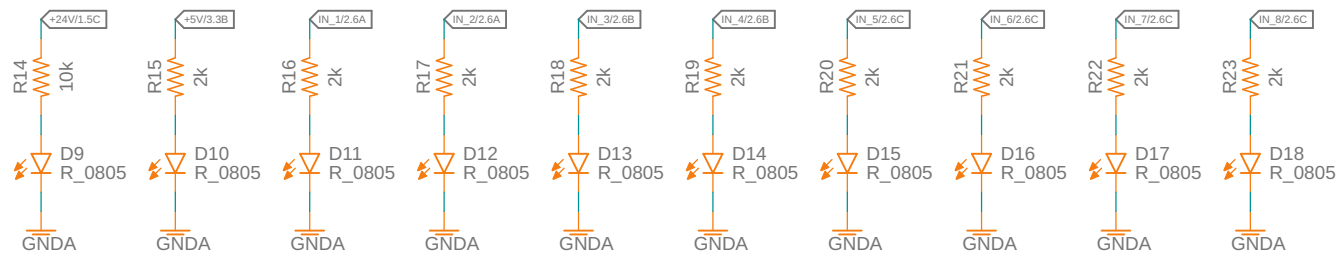 +24V/1.5C
+5V/3.3B
IN_1/2.6A
IN_2/2.6A
IN_3/2.6B
IN_4/2.6B
IN_5/2.6C
IN_6/2.6C
IN_7/2.6C
IN_8/2.6C
R14
10k
R15
2k
R16
2k
R17
2k
R18
2k
R19
2k
R20
2k
R21
2k
R22
2k
R23
2k
D9
R_0805
D10
R_0805
D11
R_0805
D12
R_0805
D13
R_0805
D14
R_0805
D15
R_0805
D16
R_0805
D17
R_0805
D18
R_0805
GNDA
GNDA
GNDA
GNDA
GNDA
GNDA
GNDA
GNDA
GNDA
GNDA